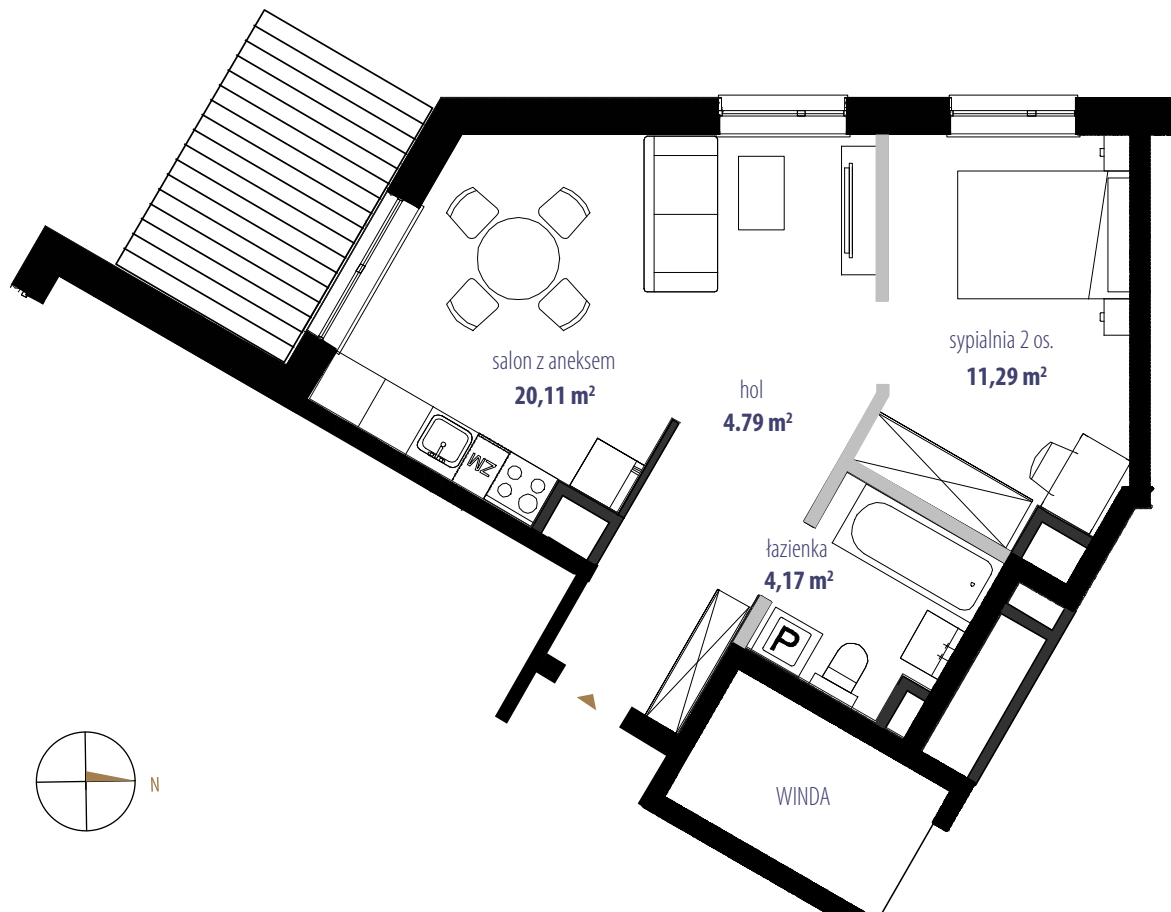 salon z aneksem
20,11 m²
sypialnia 2 os.
11,29 m²
hol
4.79 m²
ZM
łazienka
4,17 m²
P
N
WINDA